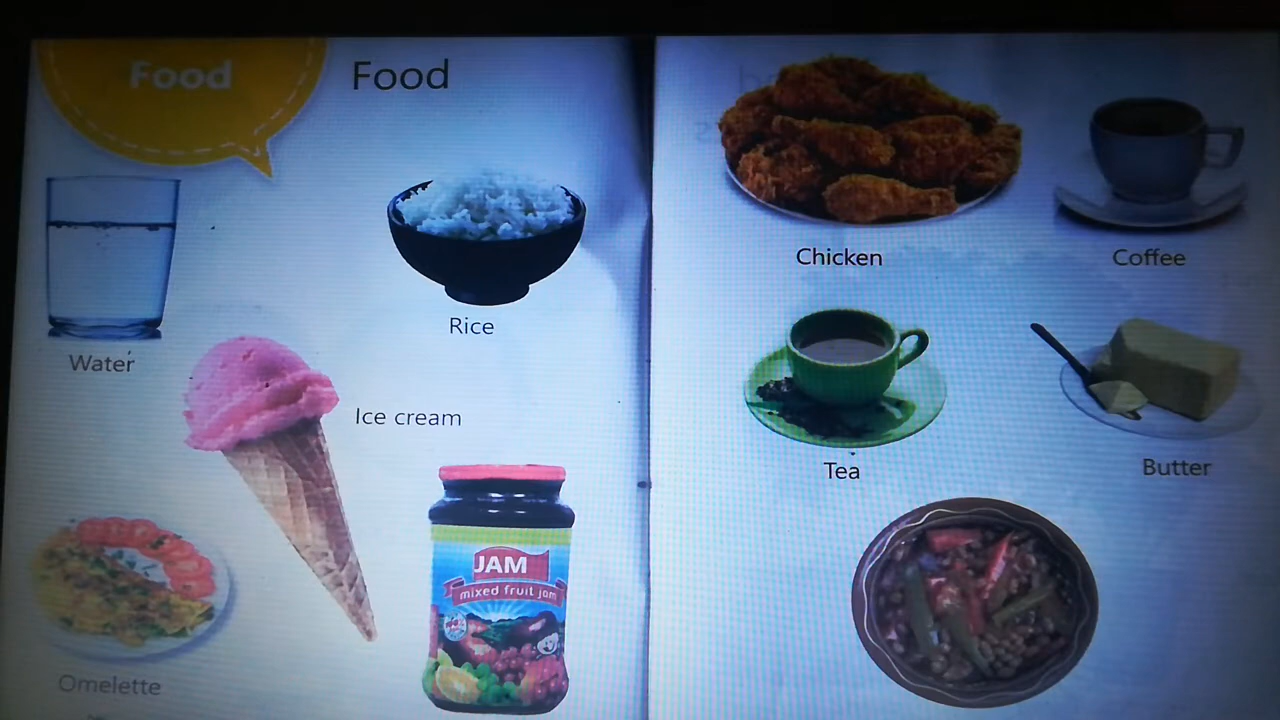 Food
Food
Water
Rice
Ice cream
JAM
mixed fruit jam
Omelette
Chicken
Coffee
Tea
Butter